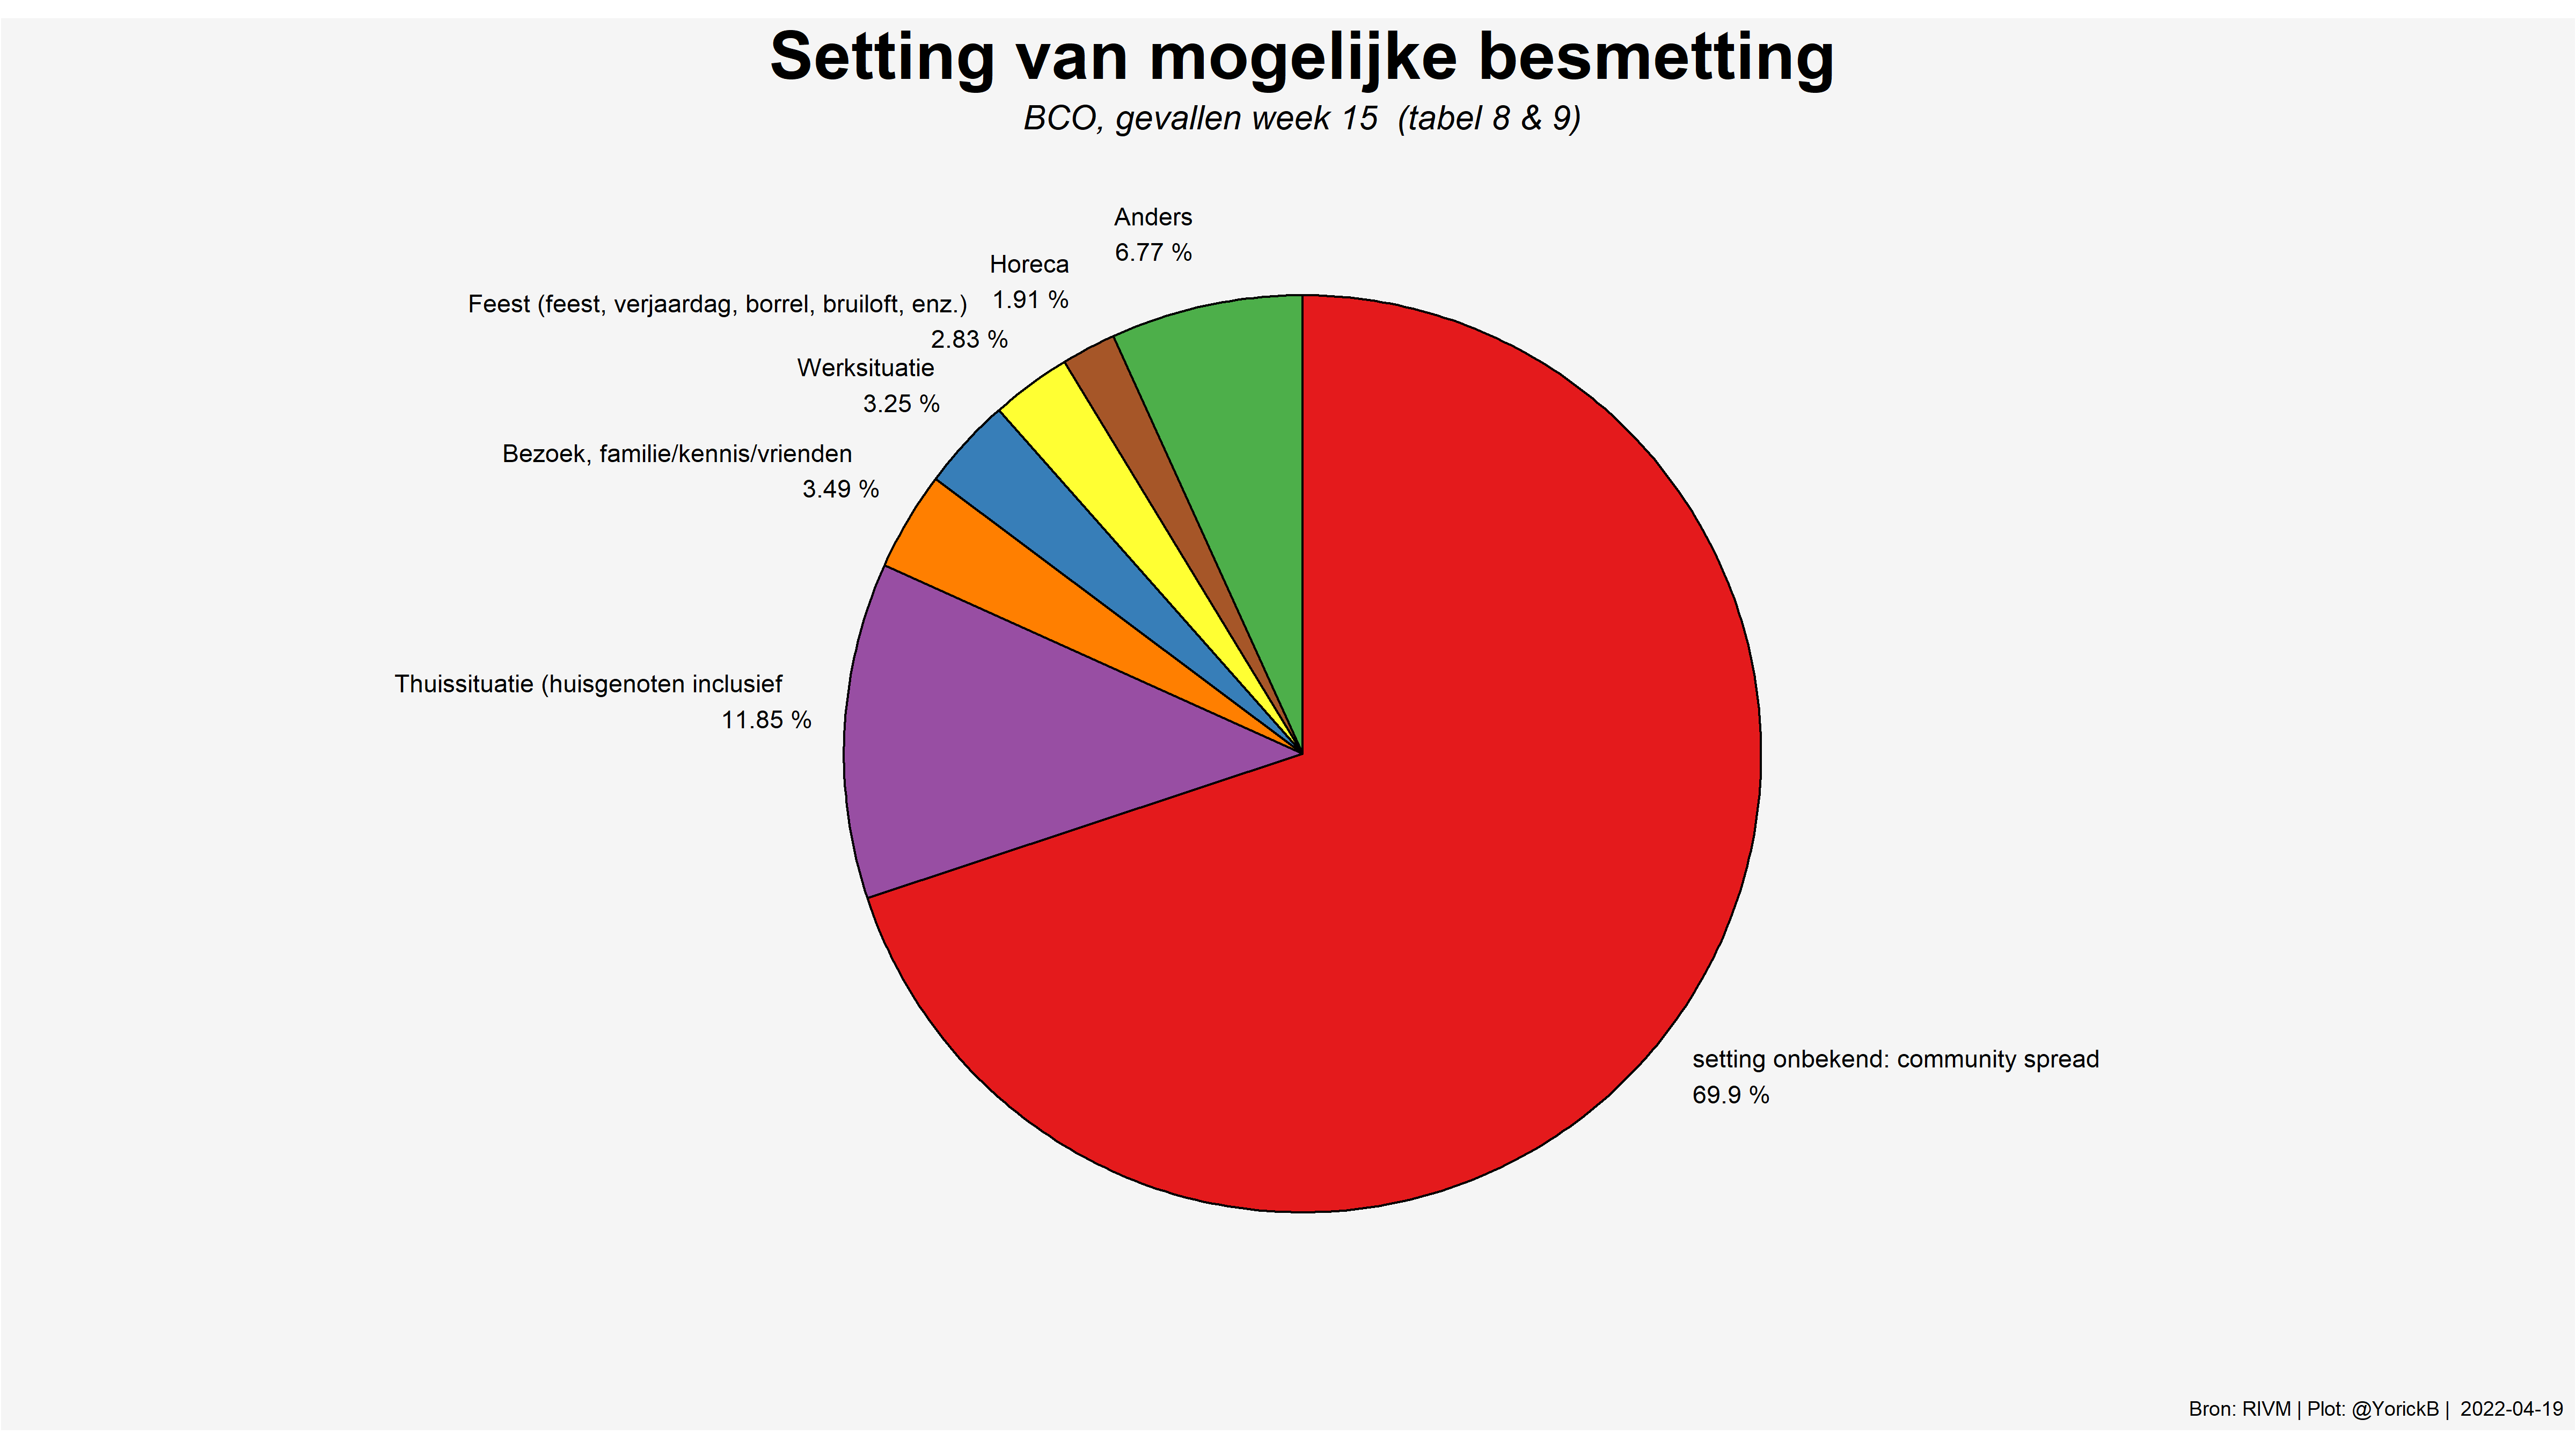 Setting van mogelijke besmetting
BCO, gevallen week 15 (tabel 8 & 9)
Anders
6.77 %
Horeca
1.91 %
Feest (feest, verjaardag, borrel, bruiloft, enz.)
2.83 %
Werksituatie
3.25 %
Bezoek, familie/kennis/vrienden
3.49 %
Thuissituatie (huisgenoten inclusief
11.85 %
setting onbekend: community spread
69.9 %
Bron: RIVM | Plot: @YorickB | 2022-04-19